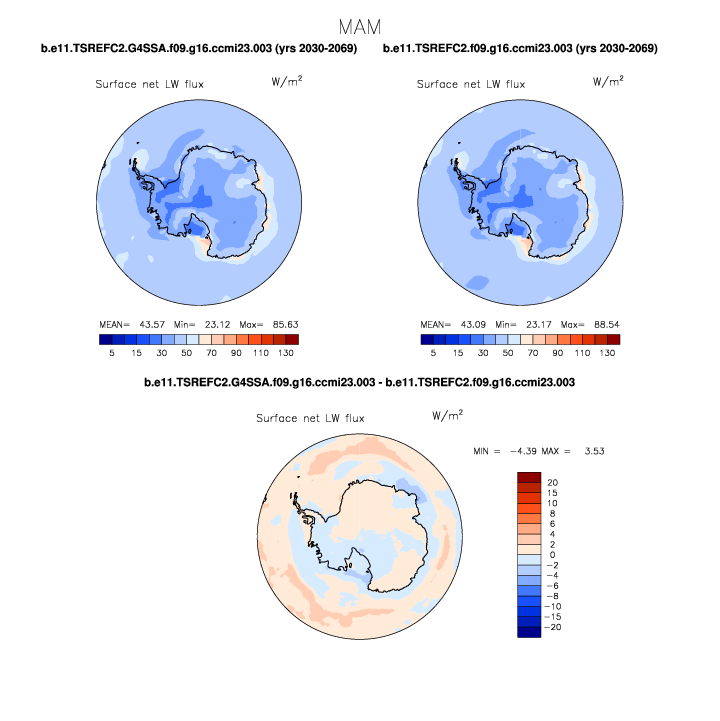 MAM
b.e11.TSREFC2.G4SSA.f09.g16.ccmi23.003 (yrs 2030-2069) b.e11.TSREFC2.f09.g16.ccmi23.003 (yrs 2030-2069)
Surface net LW flux W/m² Surface net LW flux W/m²
MEAN= 43.57 Min= 23.12 Max= 85.63 MEAN= 43.09 Min= 23.17 Max= 88.54
5 15 30 50 70 90 110 130 5 15 30 50 70 90 110 130
b.e11.TSREFC2.G4SSA.f09.g16.ccmi23.003 - b.e11.TSREFC2.f09.g16.ccmi23.003
Surface net LW flux W/m²
MIN = -4.39 MAX = 3.53
20
15
10
8
6
4
2
0
-2
-4
-6
-8
-10
-15
-20